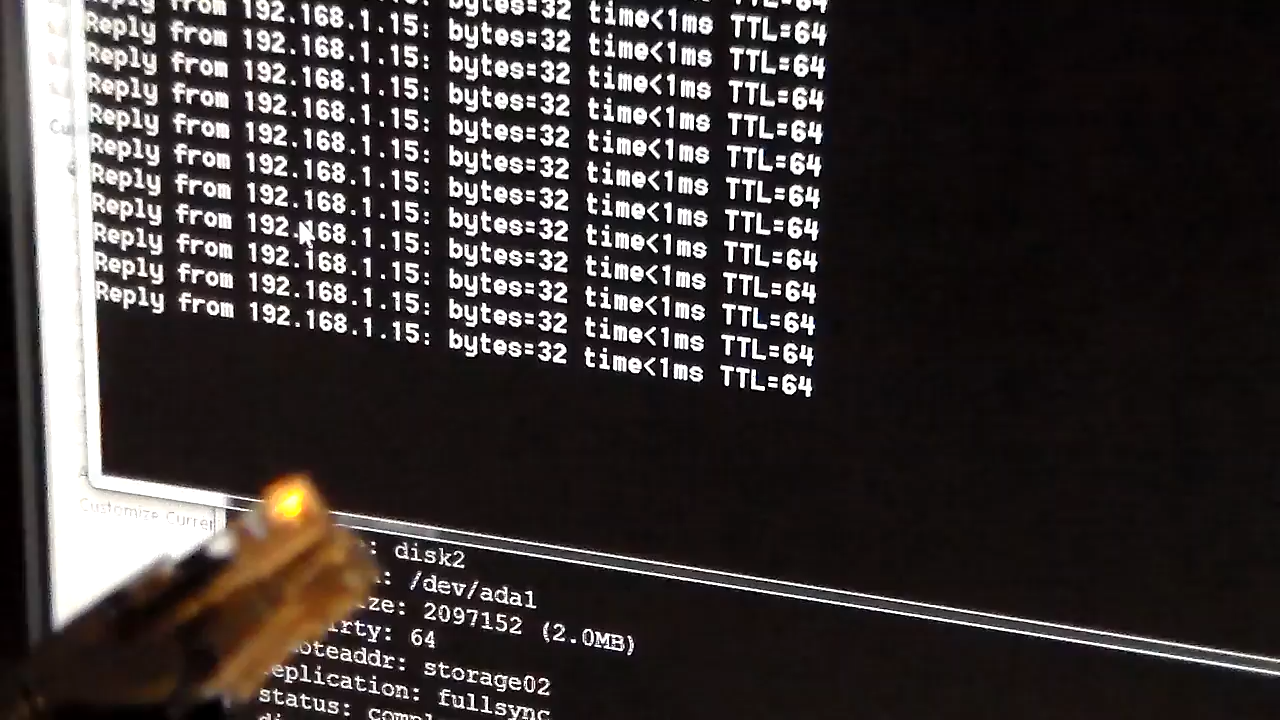 Reply from 192.168.1.15: bytes=32 time<1ms TTL=64
Reply from 192.168.1.15: bytes=32 time<1ms TTL=64
Reply from 192.168.1.15: bytes=32 time<1ms TTL=64
Reply from 192.168.1.15: bytes=32 time<1ms TTL=64
Reply from 192.168.1.15: bytes=32 time<1ms TTL=64
Reply from 192.168.1.15: bytes=32 time<1ms TTL=64
Reply from 192.168.1.15: bytes=32 time<1ms TTL=64
Reply from 192.168.1.15: bytes=32 time<1ms TTL=64
Reply from 192.168.1.15: bytes=32 time<1ms TTL=64
Reply from 192.168.1.15: bytes=32 time<1ms TTL=64
Reply from 192.168.1.15: bytes=32 time<1ms TTL=64
Customize
: disk2
: /dev/ada1
2097152 (2.0MB)
64
storage02
replication: fullsync
status: